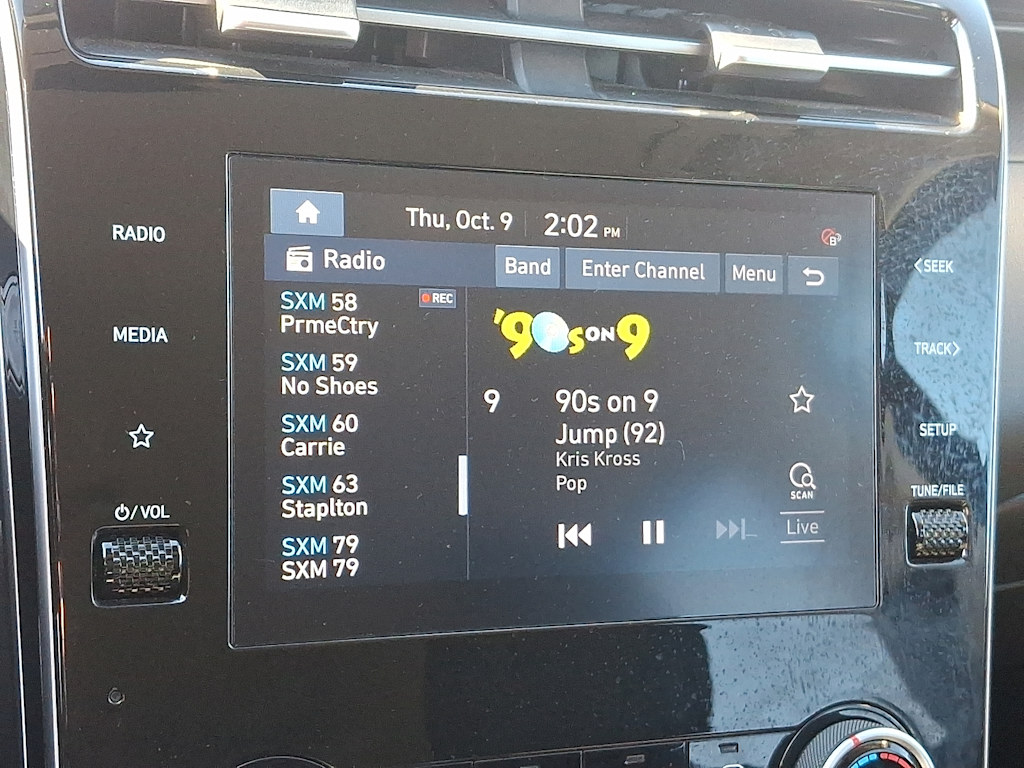 RADIO
MEDIA
⏻/ VOL
Thu, Oct. 9 2:02 PM
B
Radio Band Enter Channel Menu
SXM 58 REC
PrmeCtry
SXM 59
No Shoes
SXM 60
Carrie
SXM 63
Staplton
SXM 79
SXM 79
'90s ON 9
9 90s on 9
Jump (92)
Kris Kross
Pop
SCAN
Live
< SEEK
TRACK >
SETUP
TUNE/FILE